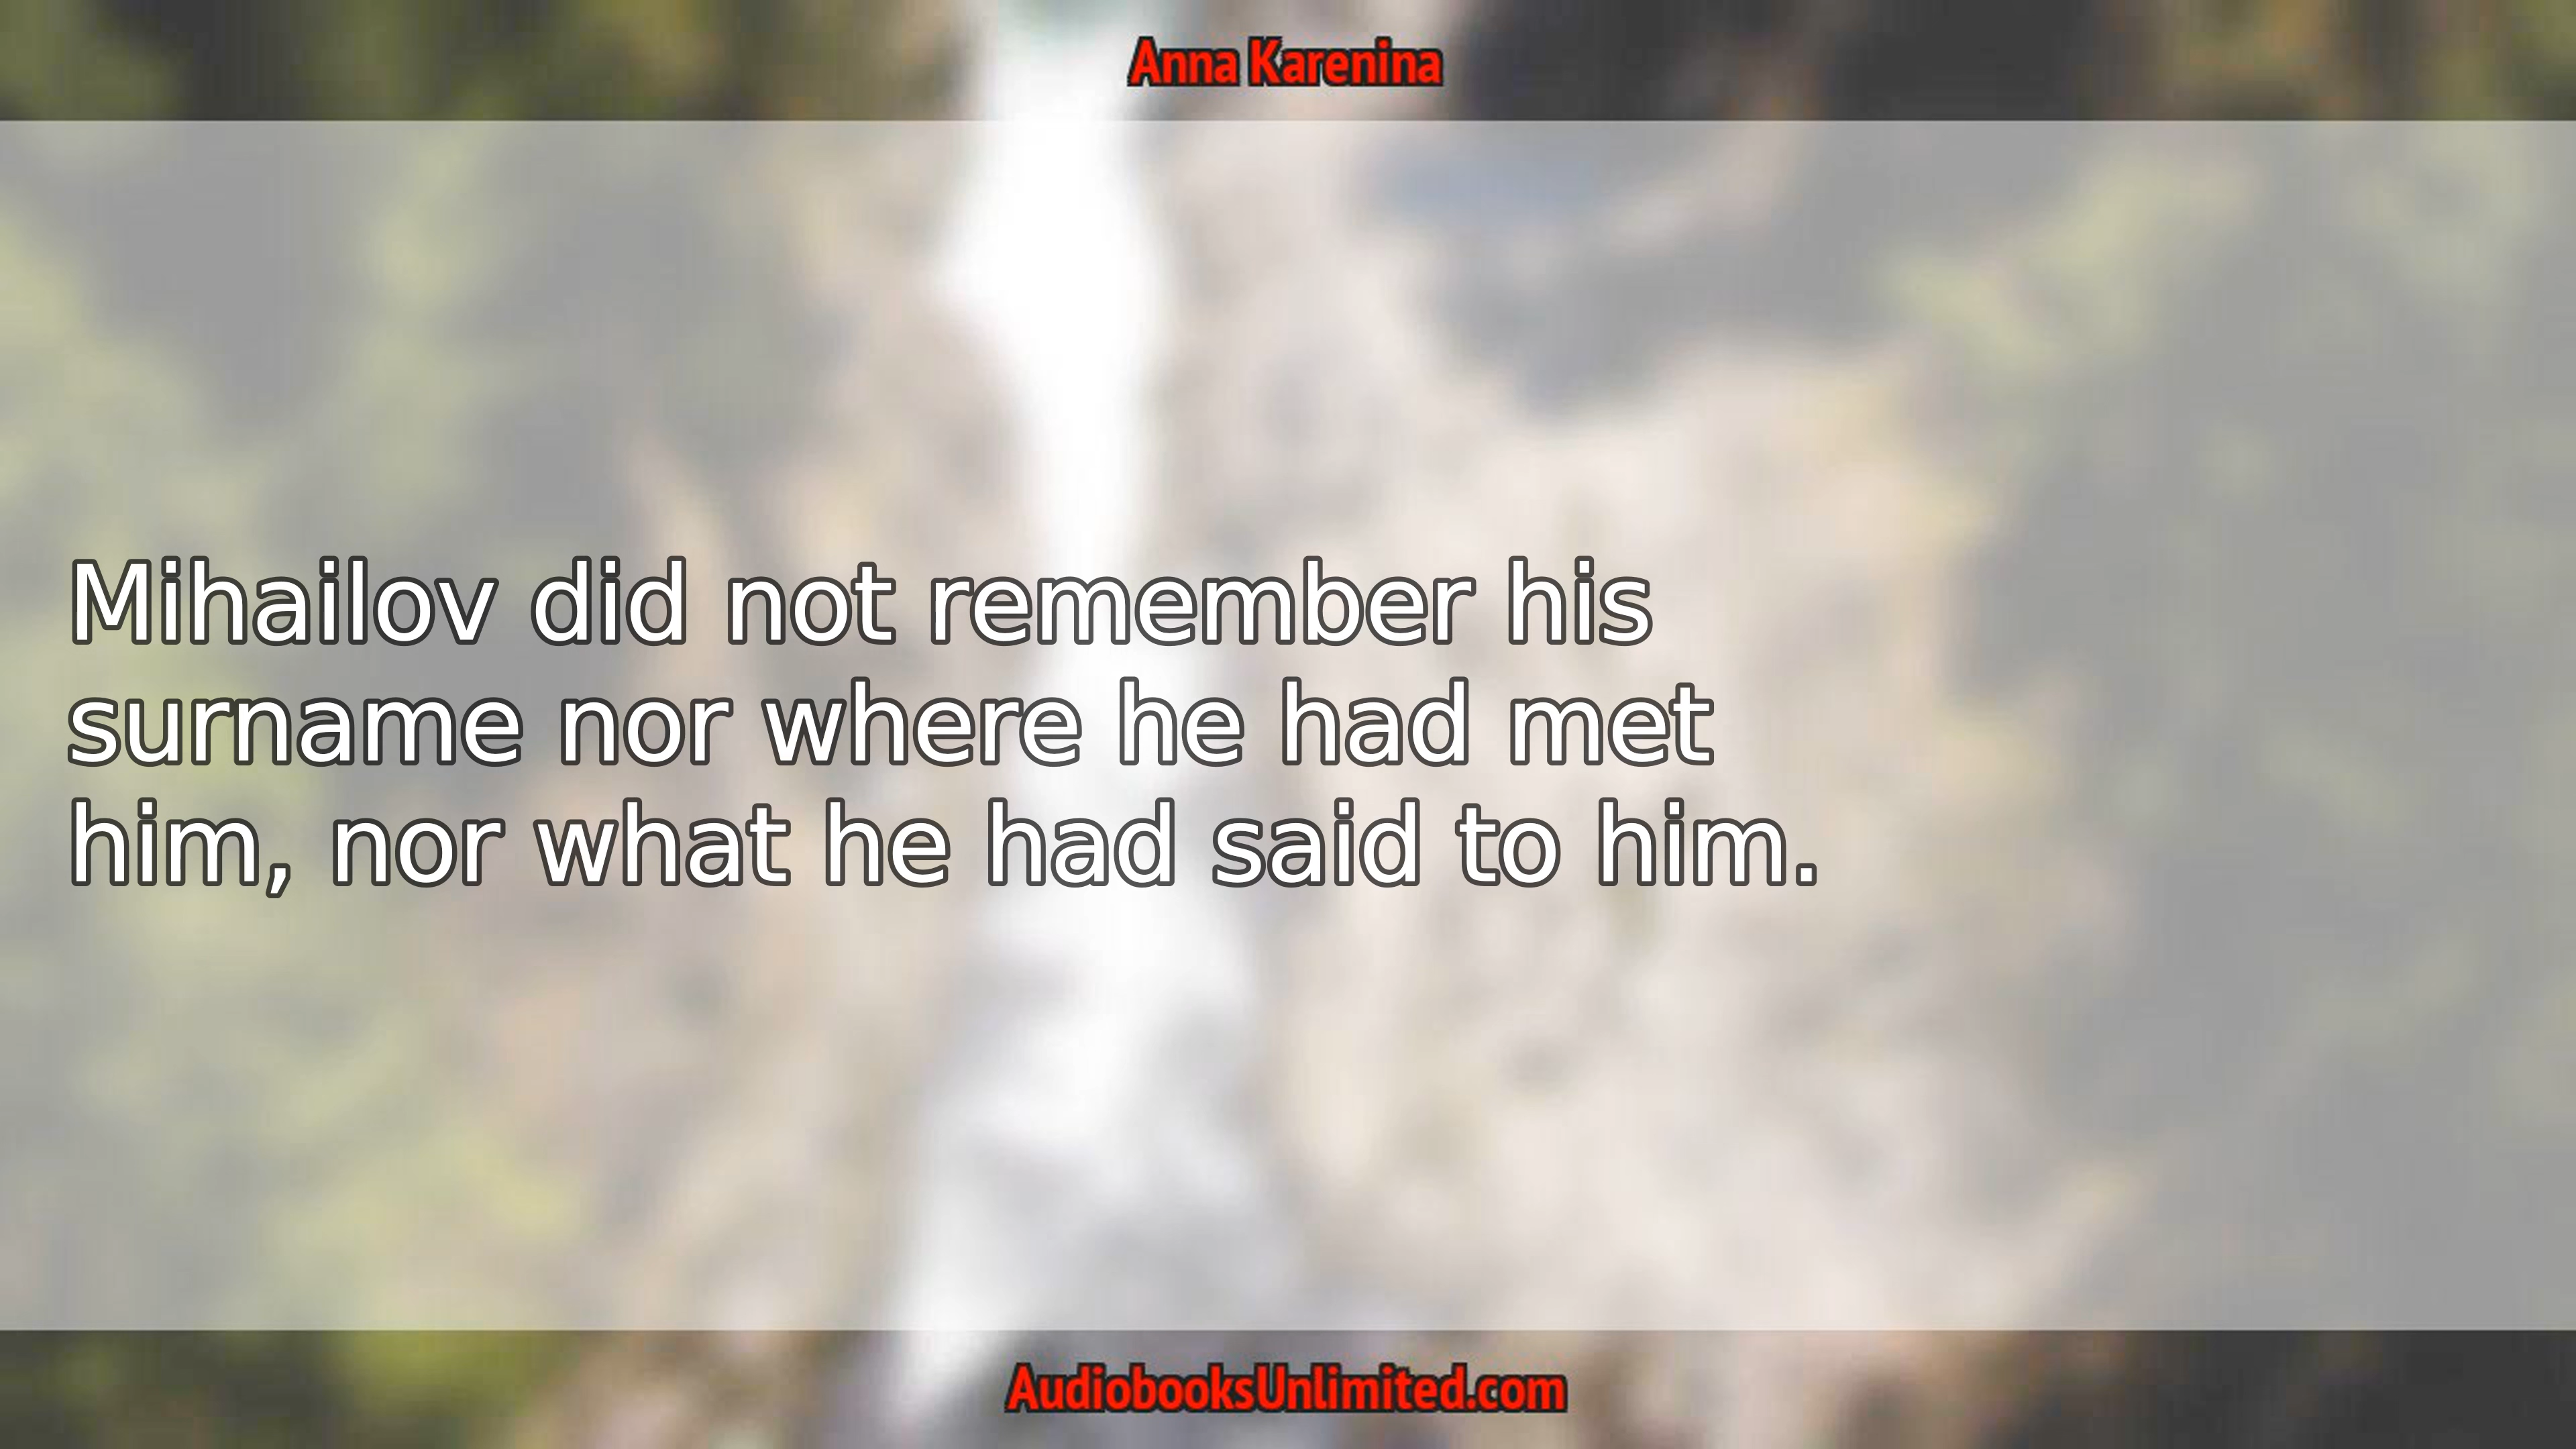 Anna Karenina
Mihailov did not remember his
surname nor where he had met
him, nor what he had said to him.
AudiobooksUnlimited.com